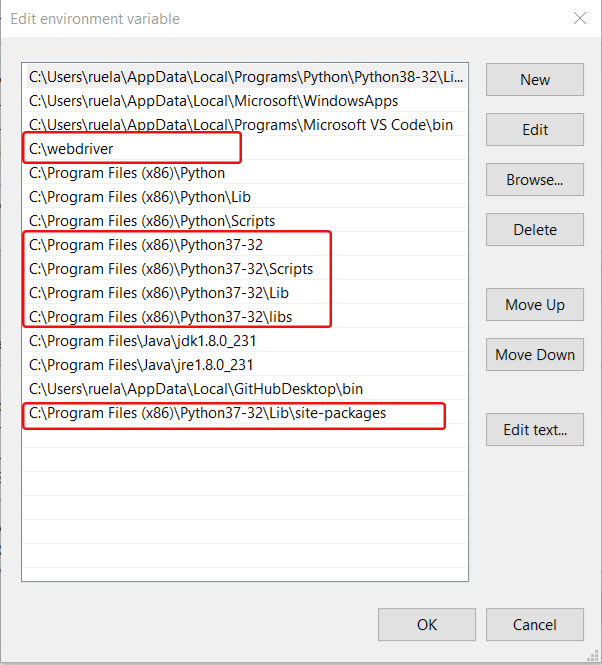 Edit environment variable
C:\Users\ruela\AppData\Local\Programs\Python\Python38-32\Li...
C:\Users\ruela\AppData\Local\Microsoft\WindowsApps
C:\Users\ruela\AppData\Local\Programs\Microsoft VS Code\bin
C:\webdriver
C:\Program Files (x86)\Python
C:\Program Files (x86)\Python\Lib
C:\Program Files (x86)\Python\Scripts
C:\Program Files (x86)\Python37-32
C:\Program Files (x86)\Python37-32\Scripts
C:\Program Files (x86)\Python37-32\Lib
C:\Program Files (x86)\Python37-32\libs
C:\Program Files\Java\jdk1.8.0_231
C:\Program Files\Java\jre1.8.0_231
C:\Users\ruela\AppData\Local\GitHubDesktop\bin
C:\Program Files (x86)\Python37-32\Lib\site-packages
New
Edit
Browse...
Delete
Move Up
Move Down
Edit text...
OK
Cancel